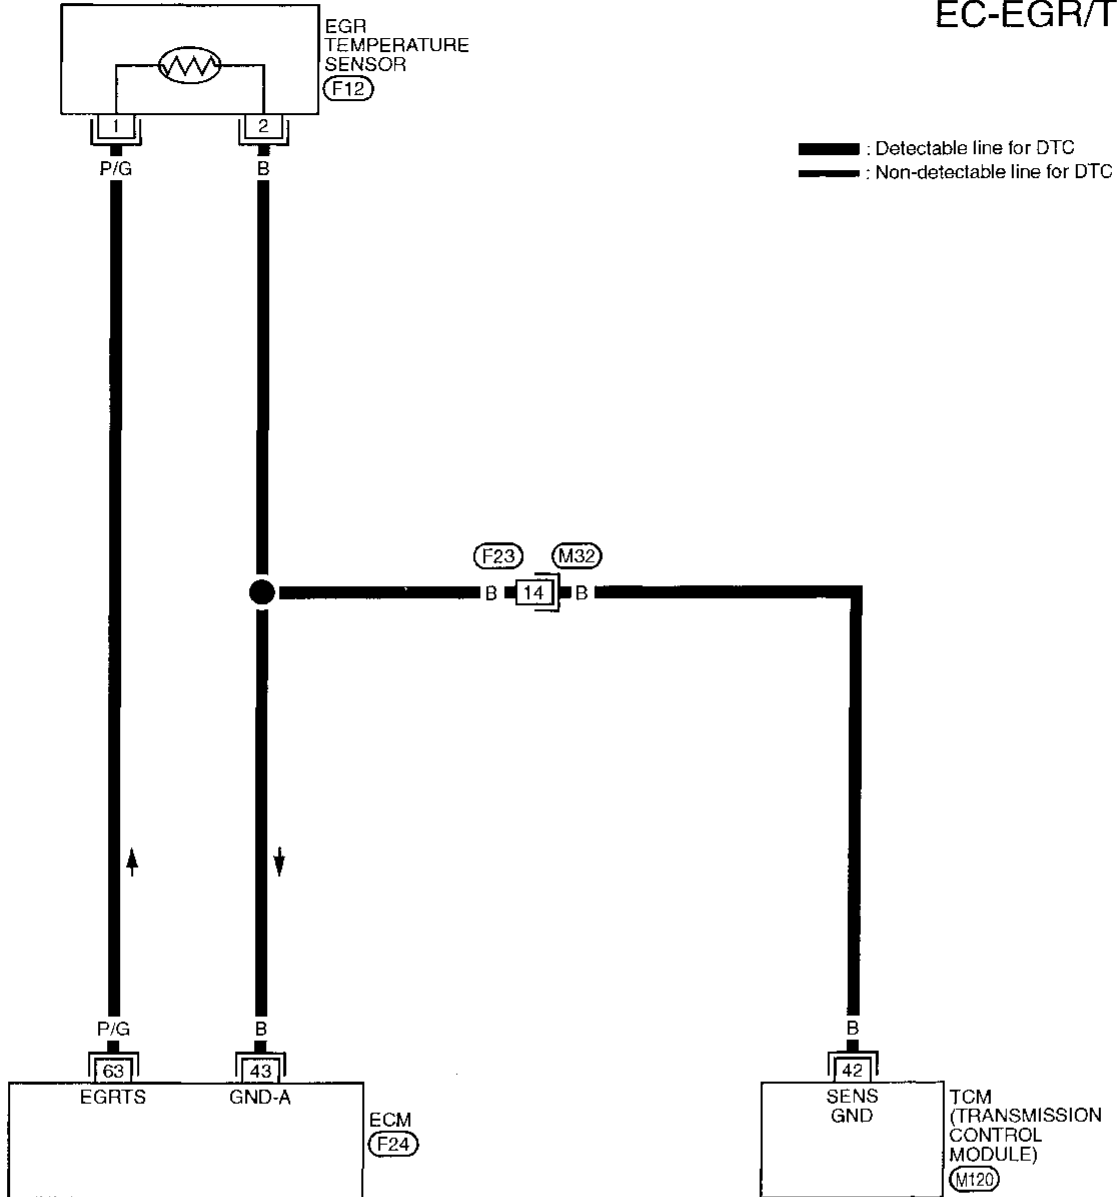 EC-EGR/T
EGR
TEMPERATURE
SENSOR
F12
1 2
P/G B
: Detectable line for DTC
: Non-detectable line for DTC
F23 M32
B 14 B
P/G B B
63 43 42
EGRTS GND-A
ECM
F24
SENS
GND
TCM
(TRANSMISSION
CONTROL
MODULE)
M120